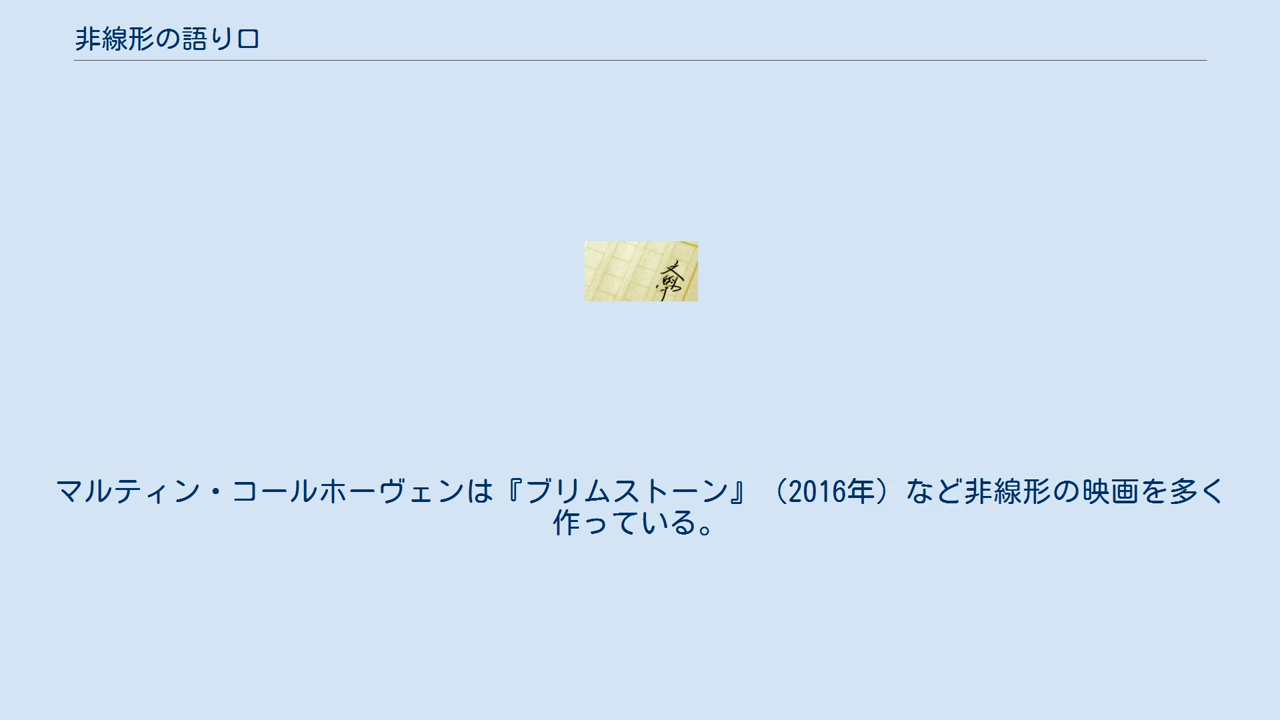 非線形の語り口
マルティン・コールホーヴェンは『ブリムストーン』（2016年）など非線形の映画を多く
作っている。